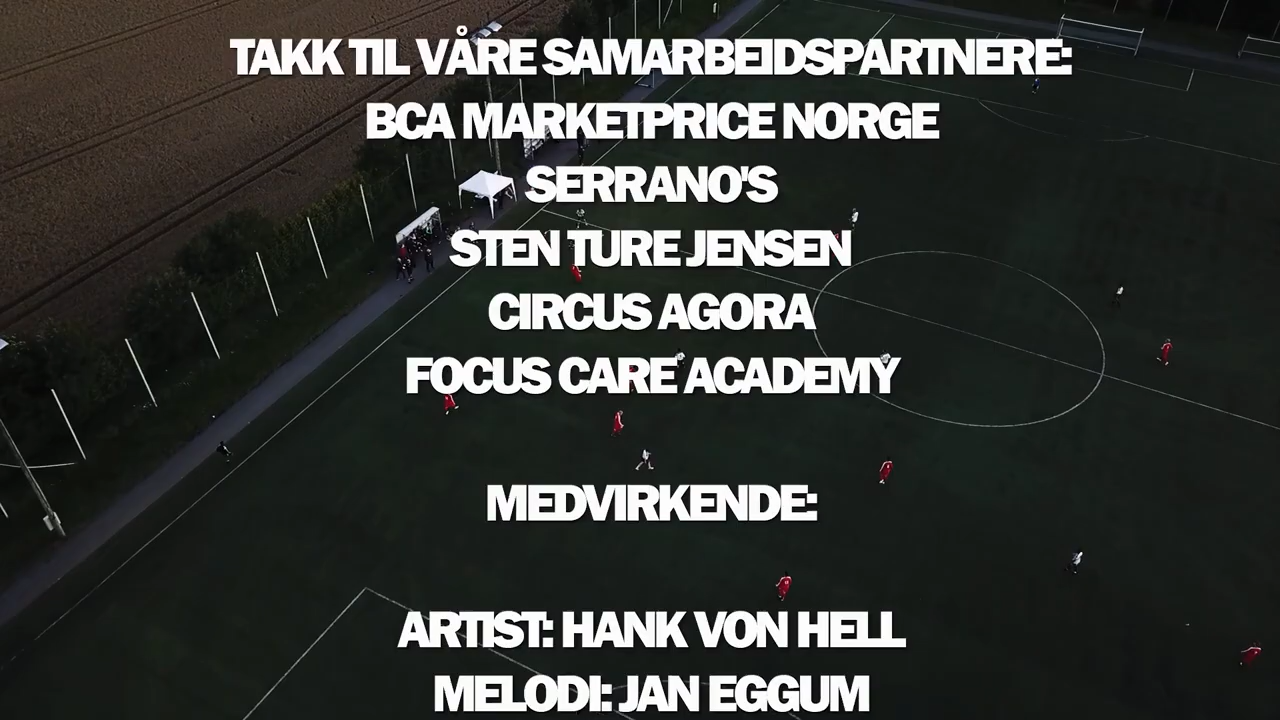 TAKK TIL VÅRE SAMARBEIDSPARTNERE:
BCA MARKETPRICE NORGE
SERRANO'S
STEN TURE JENSEN
CIRCUS AGORA
FOCUS CARE ACADEMY
MEDVIRKENDE:
ARTIST: HANK VON HELL
MELODI: JAN EGGUM